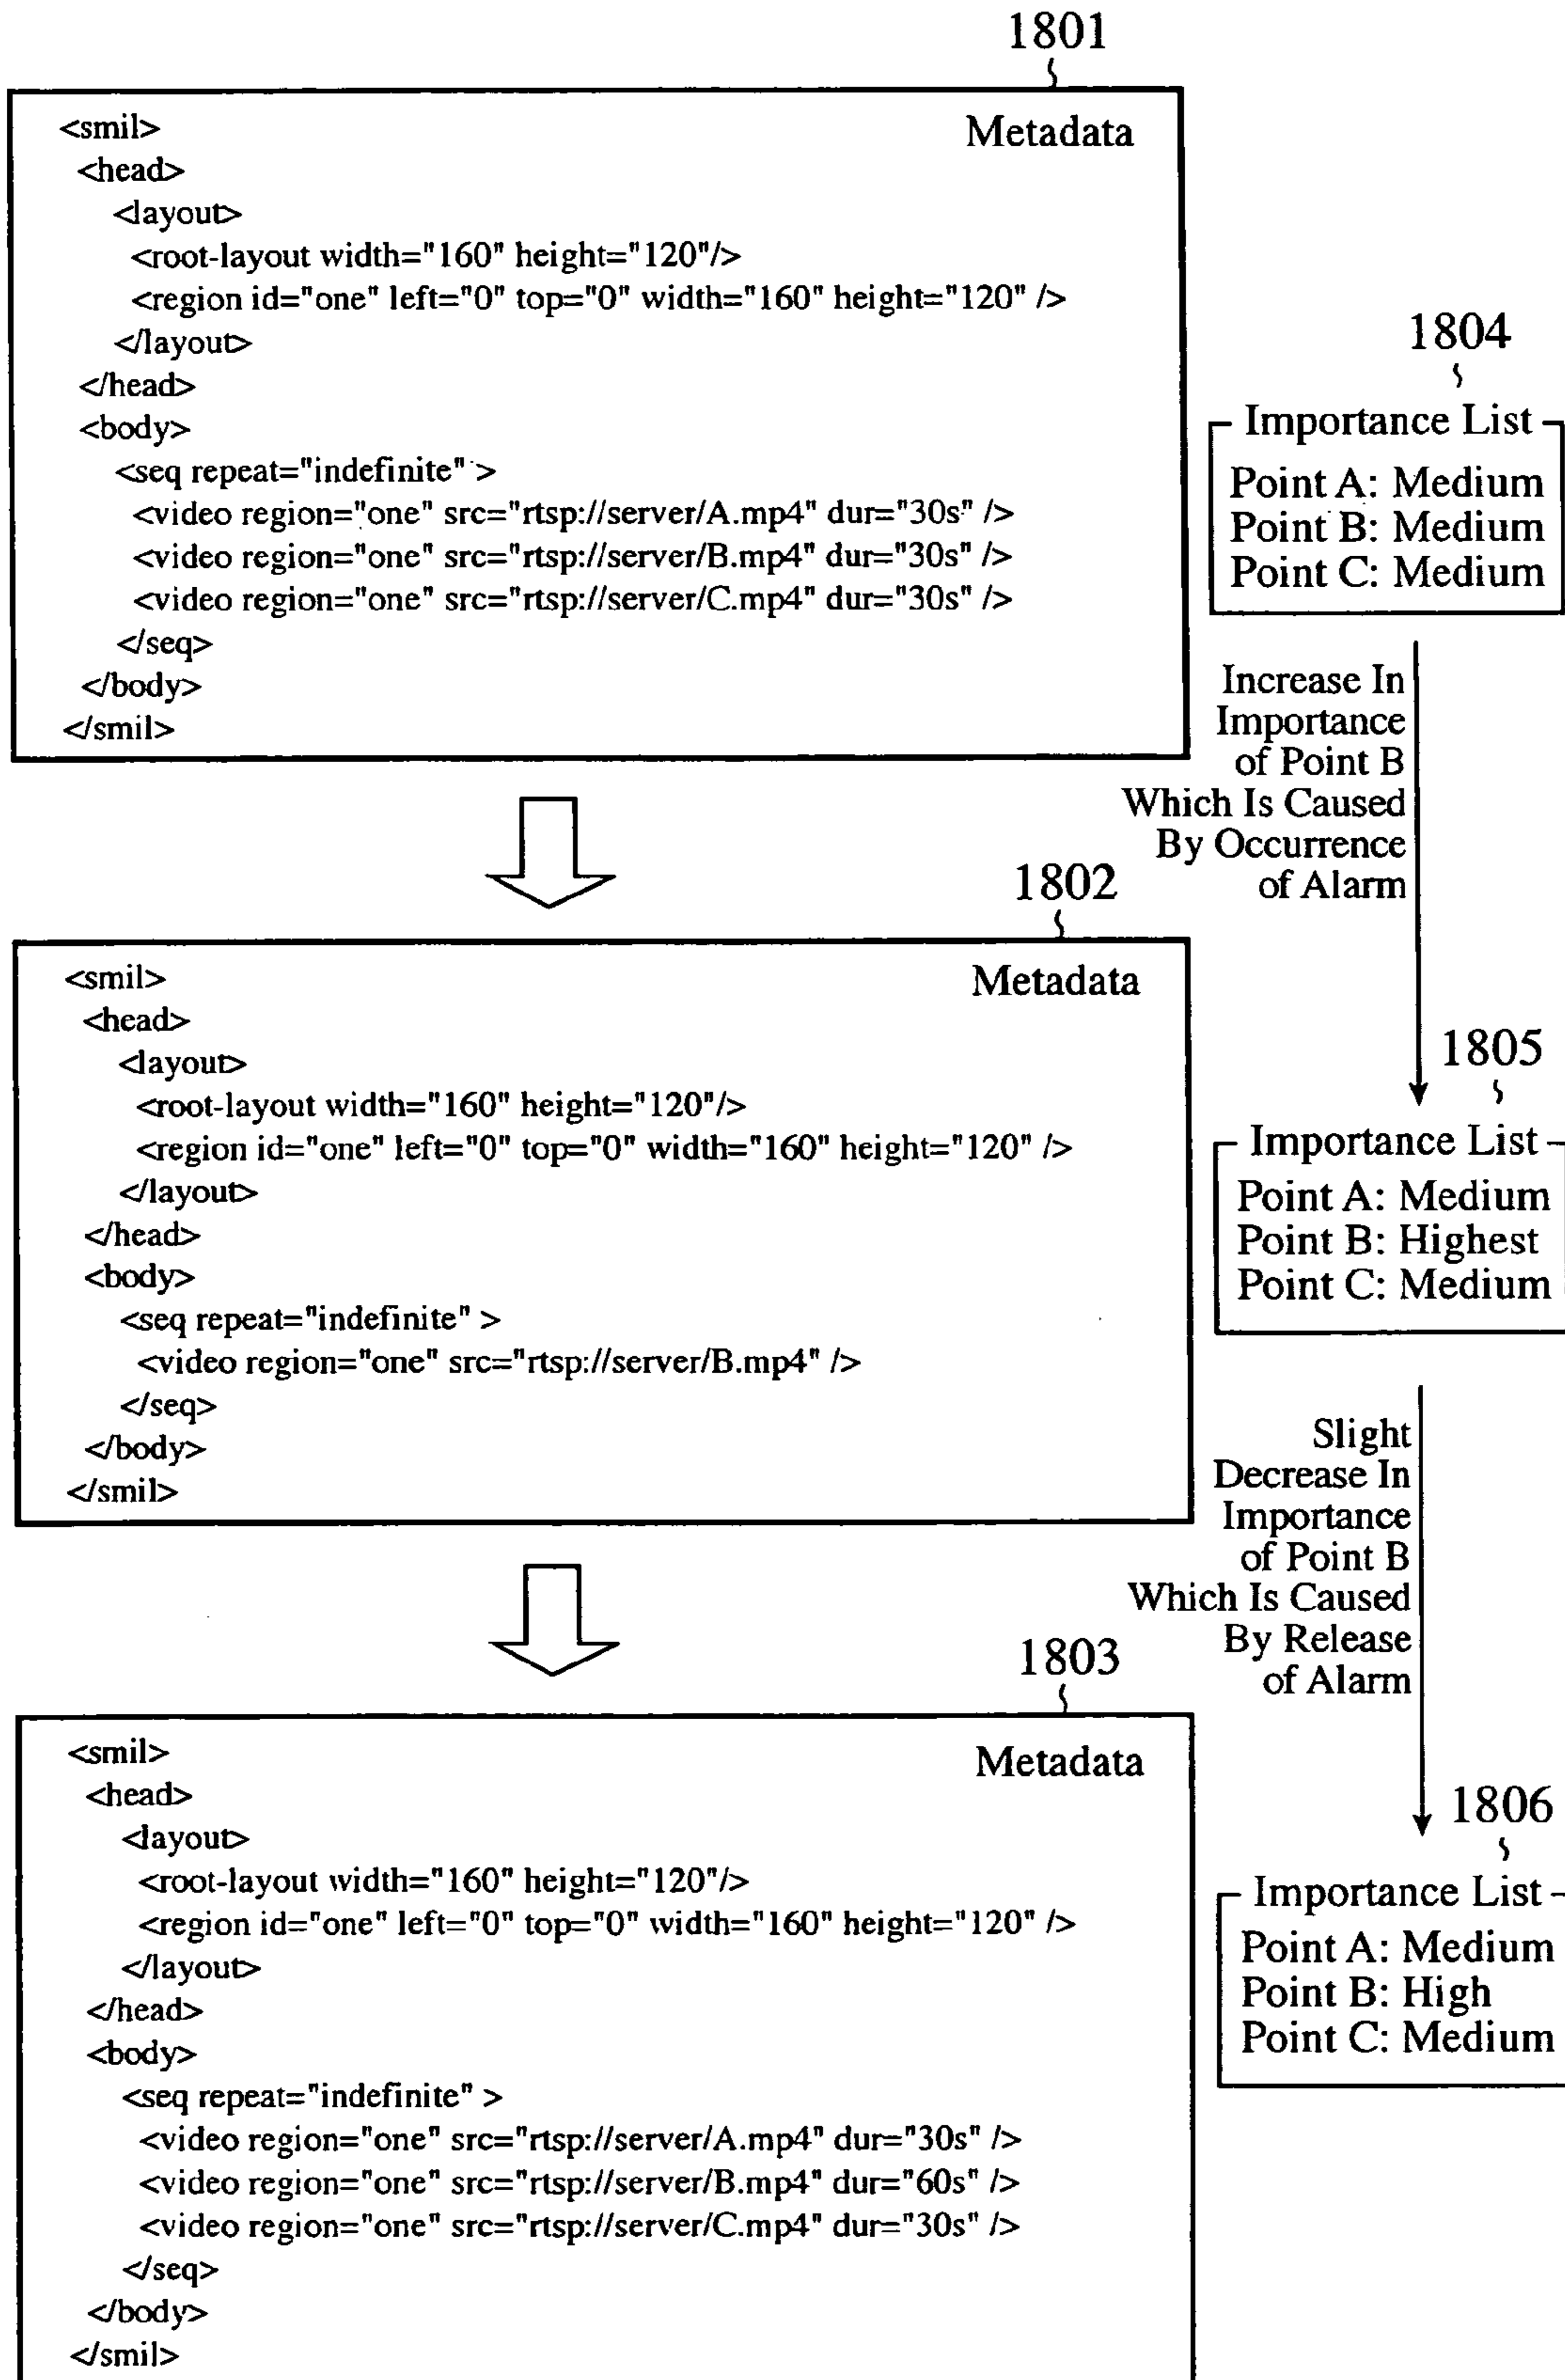 1801
Metadata
<smil>
<head>
<layout>
<root-layout width="160" height="120"/>
<region id="one" left="0" top="0" width="160" height="120" />
</layout>
</head>
<body>
<seq repeat="indefinite" >
<video region="one" src="rtsp://server/A.mp4" dur="30s" />
<video region="one" src="rtsp://server/B.mp4" dur="30s" />
<video region="one" src="rtsp://server/C.mp4" dur="30s" />
</seq>
</body>
</smil>
1804
Importance List
Point A: Medium
Point B: Medium
Point C: Medium
Increase In
Importance
of Point B
Which Is Caused
By Occurrence
of Alarm
1802
Metadata
<smil>
<head>
<layout>
<root-layout width="160" height="120"/>
<region id="one" left="0" top="0" width="160" height="120" />
</layout>
</head>
<body>
<seq repeat="indefinite" >
<video region="one" src="rtsp://server/B.mp4" />
</seq>
</body>
</smil>
1805
Importance List
Point A: Medium
Point B: Highest
Point C: Medium
Slight
Decrease In
Importance
of Point B
Which Is Caused
By Release
of Alarm
1803
Metadata
<smil>
<head>
<layout>
<root-layout width="160" height="120"/>
<region id="one" left="0" top="0" width="160" height="120" />
</layout>
</head>
<body>
<seq repeat="indefinite" >
<video region="one" src="rtsp://server/A.mp4" dur="30s" />
<video region="one" src="rtsp://server/B.mp4" dur="60s" />
<video region="one" src="rtsp://server/C.mp4" dur="30s" />
</seq>
</body>
</smil>
1806
Importance List
Point A: Medium
Point B: High
Point C: Medium